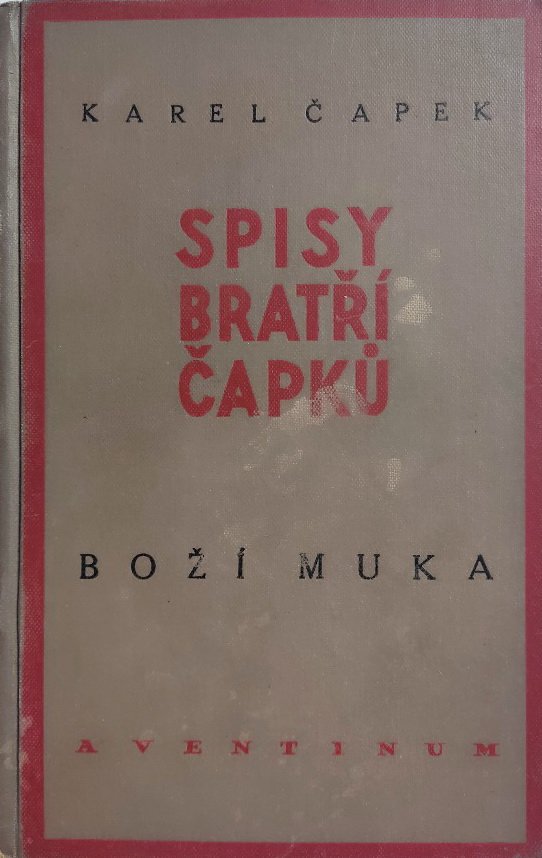 KAREL ČAPEK
SPISY
BRATŘÍ
ČAPKŮ
BOŽÍ MUKA
AVENTINUM